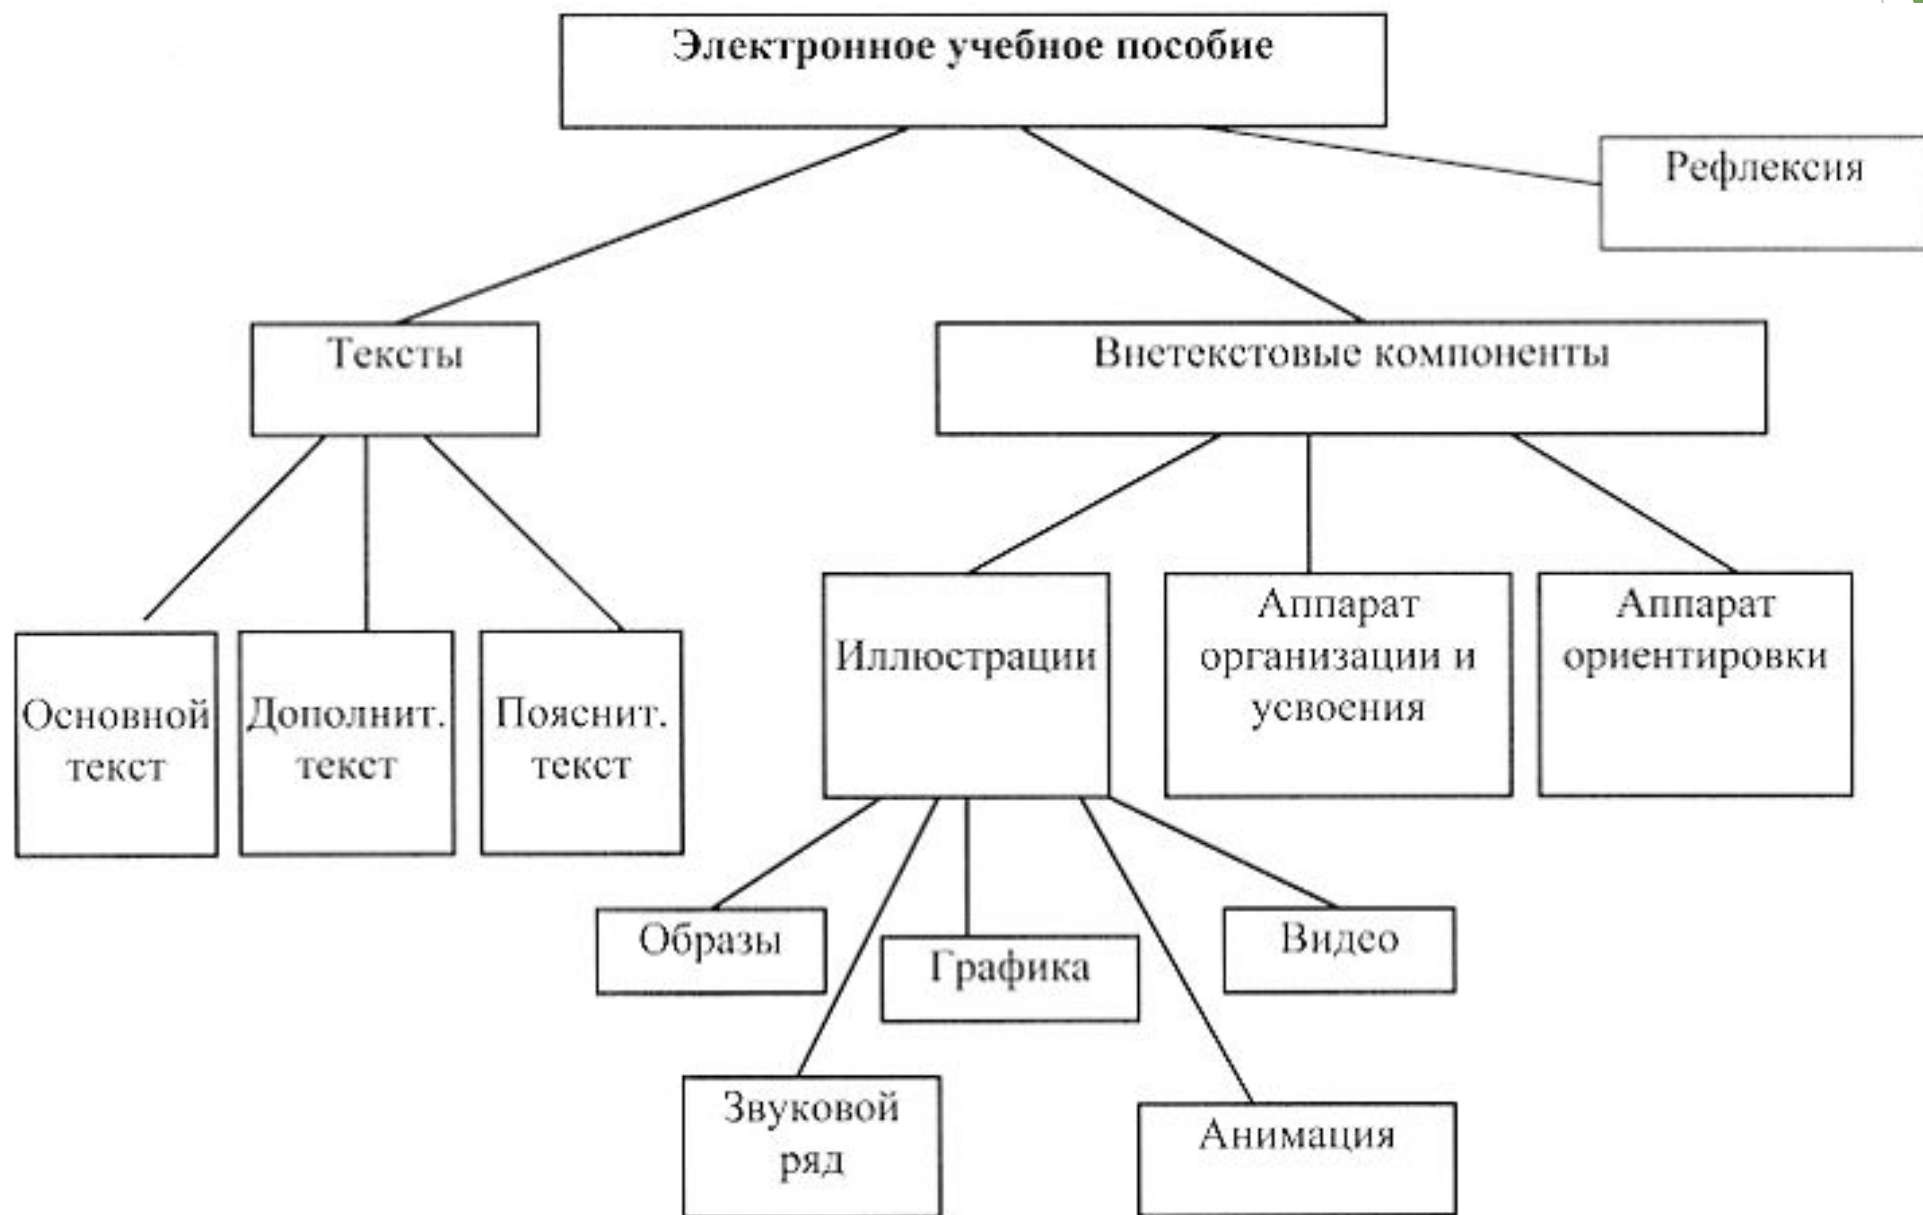 Электронное учебное пособие
Рефлексия
Тексты
Внетекстовые компоненты
Основной
текст
Дополнит.
текст
Пояснит.
текст
Иллюстрации
Аппарат
организации и
усвоения
Аппарат
ориентировки
Образы
Графика
Видео
Звуковой
ряд
Анимация